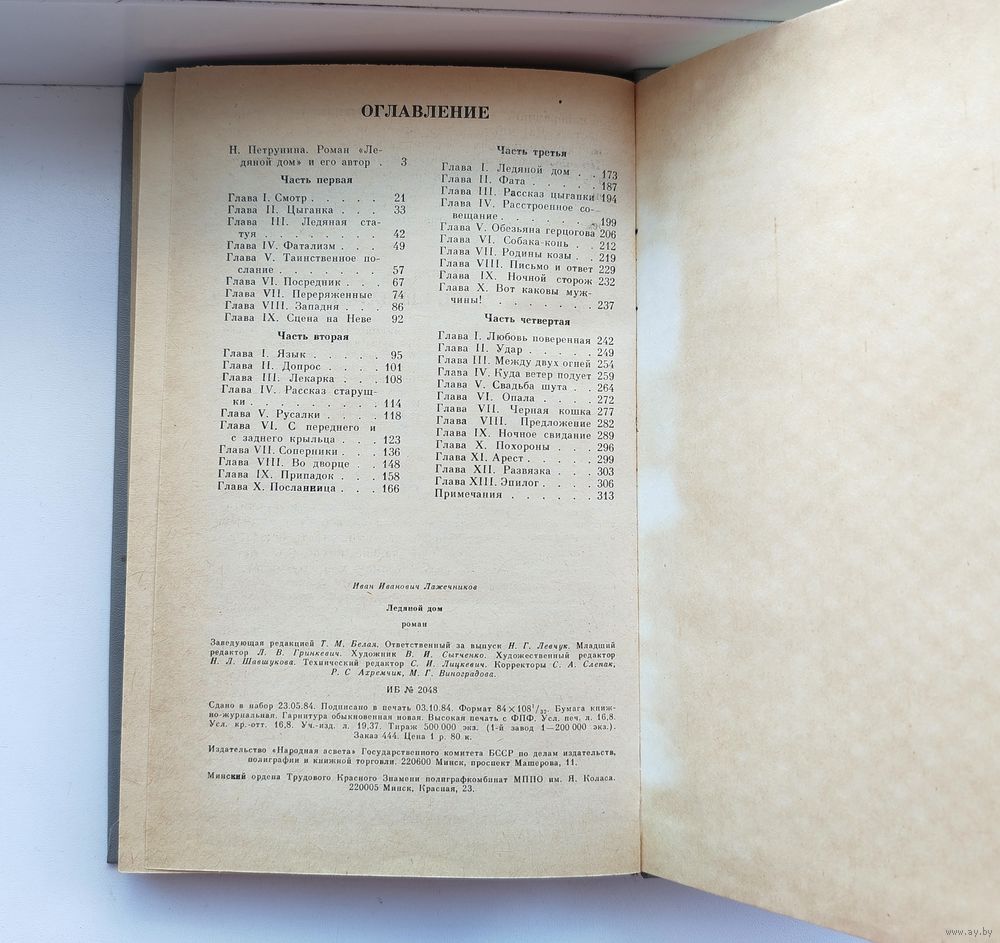 ОГЛАВЛЕНИЕ
Н. Петрунина. Роман «Ле-
дяной дом» и его автор . 3
Часть первая
Глава I. Смотр . . . . . 21
Глава II. Цыганка . . . 33
Глава III. Ледяная ста-
туя . . . . . . . . 42
Глава IV. Фатализм . . . 49
Глава V. Таинственное по-
слание . . . . . . . 57
Глава VI. Посредник . . . 67
Глава VII. Переряженные 74
Глава VIII. Западня . . . 86
Глава IX. Сцена на Неве 92
Часть вторая
Глава I. Язык . . . . . 95
Глава II. Допрос . . . . 101
Глава III. Лекарка . . . 108
Глава IV. Рассказ старуш-
ки . . . . . . . . . 114
Глава V. Русалки . . . . 118
Глава VI. С переднего и
с заднего крыльца . . . 123
Глава VII. Соперники . . 136
Глава VIII. Во дворце . . 148
Глава IX. Припадок . . . 158
Глава X. Посланница . . . 166
Часть третья
Глава I. Ледяной дом . . 173
Глава II. Фата . . . . . 187
Глава III. Рассказ цыганки 194
Глава IV. Расстроенное со-
вещание . . . . . . . 199
Глава V. Обезьяна герцогова 206
Глава VI. Собака-конь . . 212
Глава VII. Родины козы . . 219
Глава VIII. Письмо и ответ 229
Глава IX. Ночной сторож 232
Глава X. Вот каковы муж-
чины! . . . . . . . 237
Часть четвертая
Глава I. Любовь поверенная 242
Глава II. Удар . . . . . 249
Глава III. Между двух огней 254
Глава IV. Куда ветер подует 259
Глава V. Свадьба шута . . 264
Глава VI. Опала . . . . 272
Глава VII. Черная кошка 277
Глава VIII. Предложение 282
Глава IX. Ночное свидание 289
Глава X. Похороны . . . 296
Глава XI. Арест . . . . . 299
Глава XII. Развязка . . . 303
Глава XIII. Эпилог . . . . 306
Примечания . . . . . . 313
Иван Иванович Лажечников
Ледяной дом
роман
Заведующая редакцией Т. М. Белая. Ответственный за выпуск Н. Г. Левчук. Младший
редактор Л. В. Гринкевич. Художник В. И. Сытченко. Художественный редактор
Н. Л. Шавшукова. Технический редактор С. И. Лицкевич. Корректоры С. А. Слепак,
Р. С Ахремчик, М. Г. Виноградова.
ИБ № 2048
Сдано в набор 23.05.84. Подписано в печать 03.10.84. Формат 84×108¹/₃₂. Бумага книж-
но-журнальная. Гарнитура обыкновенная новая. Высокая печать с ФПФ. Усл. печ. л. 16,8.
Усл. кр.-отт. 16,8. Уч.-изд. л. 19,37. Тираж 500 000 экз. (1-й завод 1—200 000 экз.).
Заказ 444. Цена 1 р. 80 к.
Издательство «Народная асвета» Государственного комитета БССР по делам издательств,
полиграфии и книжной торговли. 220600 Минск, проспект Машерова, 11.
Минский ордена Трудового Красного Знамени полиграфкомбинат МППО им. Я. Коласа.
220005 Минск, Красная, 23.
www.ay.by